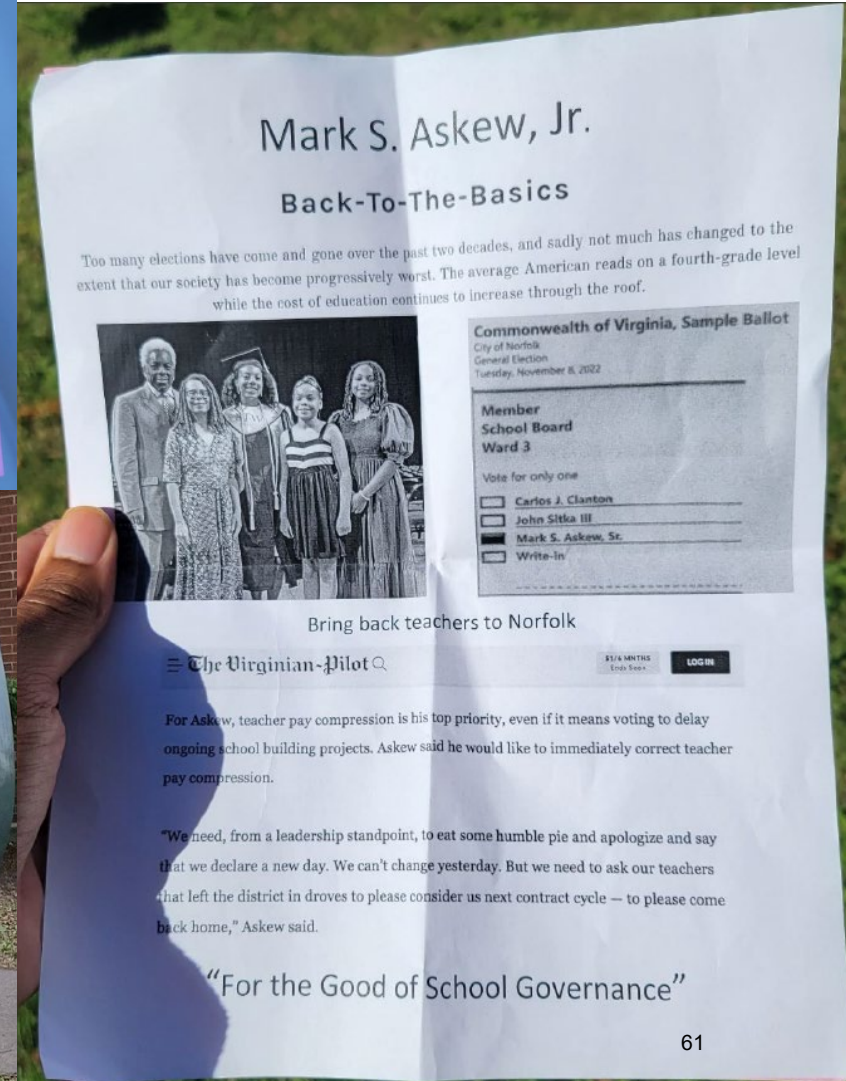 Mark S. Askew, Jr.
Back-To-The-Basics
Too many elections have come and gone over the past two decades, and sadly not much has changed to the
extent that our society has become progressively worst. The average American reads on a fourth-grade level
while the cost of education continues to increase through the roof.
Commonwealth of Virginia, Sample Ballot
City of Norfolk
General Election
Tuesday, November 8, 2022
Member
School Board
Ward 3
Vote for only one
Carlos J. Clanton
John Sitka III
Mark S. Askew, Sr.
Write-In
Bring back teachers to Norfolk
The Virginian-Pilot
$1/6 MNTHS
Ends Soon
LOG IN
For Askew, teacher pay compression is his top priority, even if it means voting to delay
ongoing school building projects. Askew said he would like to immediately correct teacher
pay compression.
"We need, from a leadership standpoint, to eat some humble pie and apologize and say
that we declare a new day. We can't change yesterday. But we need to ask our teachers
that left the district in droves to please consider us next contract cycle — to please come
back home," Askew said.
"For the Good of School Governance"
61